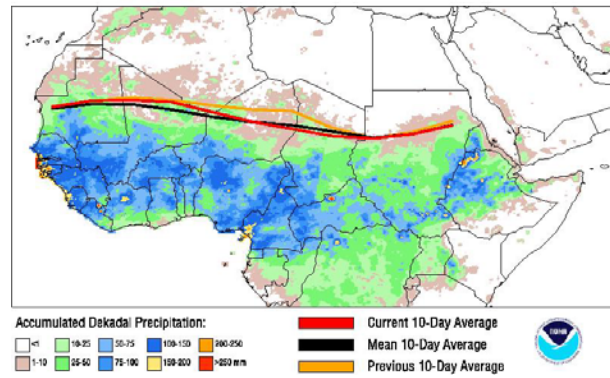 Accumulated Dekadal Precipitation:
<1 10-25 50-75 100-150 200-250
1-10 25-50 75-100 150-200 >250 mm
Current 10-Day Average
Mean 10-Day Average
Previous 10-Day Average
NOAA